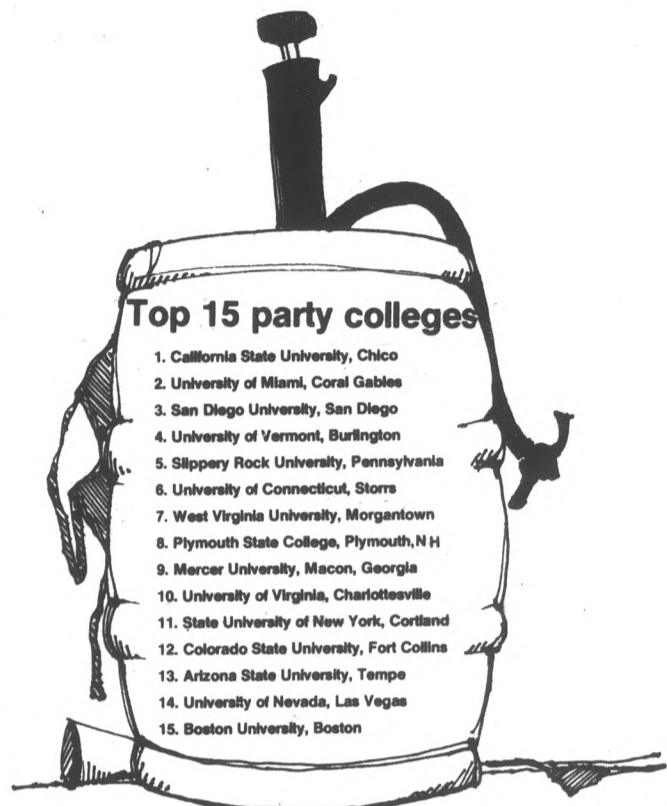 Top 15 party colleges
1. California State University, Chico
2. University of Miami, Coral Gables
3. San Diego University, San Diego
4. University of Vermont, Burlington
5. Slippery Rock University, Pennsylvania
6. University of Connecticut, Storrs
7. West Virginia University, Morgantown
8. Plymouth State College, Plymouth, N H
9. Mercer University, Macon, Georgia
10. University of Virginia, Charlottesville
11. State University of New York, Cortland
12. Colorado State University, Fort Collins
13. Arizona State University, Tempe
14. University of Nevada, Las Vegas
15. Boston University, Boston